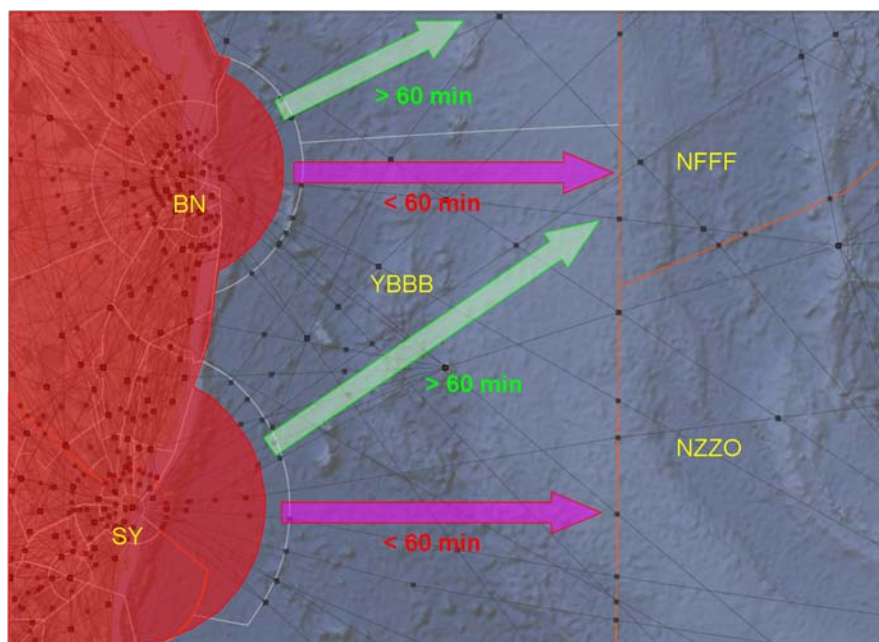 > 60 min
NFFF
BN
< 60 min
YBBB
> 60 min
NZZO
SY
< 60 min